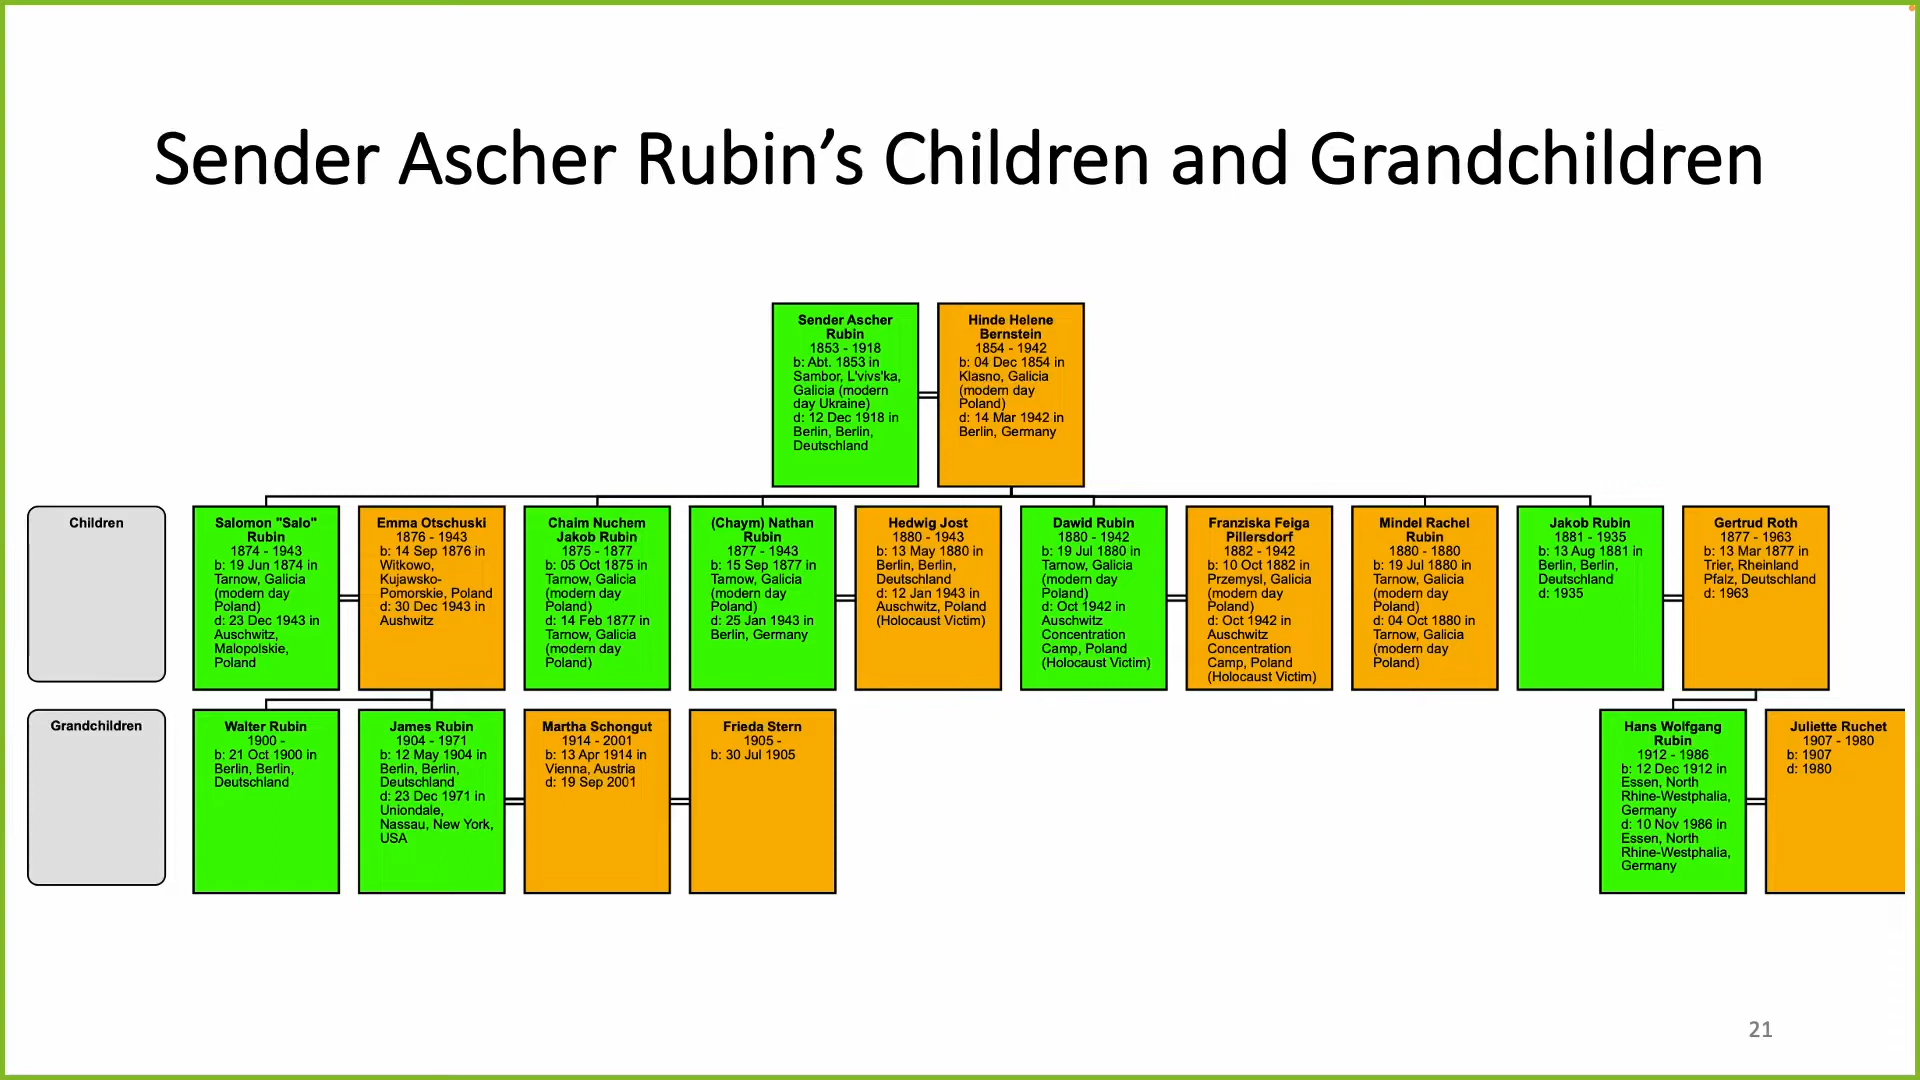 Sender Ascher Rubin’s Children and Grandchildren
Sender Ascher
Rubin
1853 - 1918
b: Abt. 1853 in
Sambor, L'vivs'ka,
Galicia (modern
day Ukraine)
d: 12 Dec 1918 in
Berlin, Berlin,
Deutschland
Hinde Helene
Bernstein
1854 - 1942
b: 04 Dec 1854 in
Klasno, Galicia
(modern day
Poland)
d: 14 Mar 1942 in
Berlin, Germany
Children
Salomon "Salo"
Rubin
1874 - 1943
b: 19 Jun 1874 in
Tarnow, Galicia
(modern day
Poland)
d: 23 Dec 1943 in
Auschwitz,
Malopolskie,
Poland
Emma Otschuski
1876 - 1943
b: 14 Sep 1876 in
Witkowo,
Kujawsko-
Pomorskie, Poland
d: 30 Dec 1943 in
Aushwitz
Chaim Nuchem
Jakob Rubin
1875 - 1877
b: 05 Oct 1875 in
Tarnow, Galicia
(modern day
Poland)
d: 14 Feb 1877 in
Tarnow, Galicia
(modern day
Poland)
(Chaym) Nathan
Rubin
1877 - 1943
b: 15 Sep 1877 in
Tarnow, Galicia
(modern day
Poland)
d: 25 Jan 1943 in
Berlin, Germany
Hedwig Jost
1880 - 1943
b: 13 May 1880 in
Berlin, Berlin,
Deutschland
d: 12 Jan 1943 in
Auschwitz, Poland
(Holocaust Victim)
Dawid Rubin
1880 - 1942
b: 19 Jul 1880 in
Tarnow, Galicia
(modern day
Poland)
d: Oct 1942 in
Auschwitz
Concentration
Camp, Poland
(Holocaust Victim)
Franziska Feiga
Pillersdorf
1882 - 1942
b: 10 Oct 1882 in
Przemysl, Galicia
(modern day
Poland)
d: Oct 1942 in
Auschwitz
Concentration
Camp, Poland
(Holocaust Victim)
Mindel Rachel
Rubin
1880 - 1880
b: 19 Jul 1880 in
Tarnow, Galicia
(modern day
Poland)
d: 04 Oct 1880 in
Tarnow, Galicia
(modern day
Poland)
Jakob Rubin
1881 - 1935
b: 13 Aug 1881 in
Berlin, Berlin,
Deutschland
d: 1935
Gertrud Roth
1877 - 1963
b: 13 Mar 1877 in
Trier, Rheinland
Pfalz, Deutschland
d: 1963
Grandchildren
Walter Rubin
1900 -
b: 21 Oct 1900 in
Berlin, Berlin,
Deutschland
James Rubin
1904 - 1971
b: 12 May 1904 in
Berlin, Berlin,
Deutschland
d: 23 Dec 1971 in
Uniondale,
Nassau, New York,
USA
Martha Schongut
1914 - 2001
b: 13 Apr 1914 in
Vienna, Austria
d: 19 Sep 2001
Frieda Stern
1905 -
b: 30 Jul 1905
Hans Wolfgang
Rubin
1912 - 1986
b: 12 Dec 1912 in
Essen, North
Rhine-Westphalia,
Germany
d: 10 Nov 1986 in
Essen, North
Rhine-Westphalia,
Germany
Juliette Ruchet
1907 - 1980
b: 1907
d: 1980
21